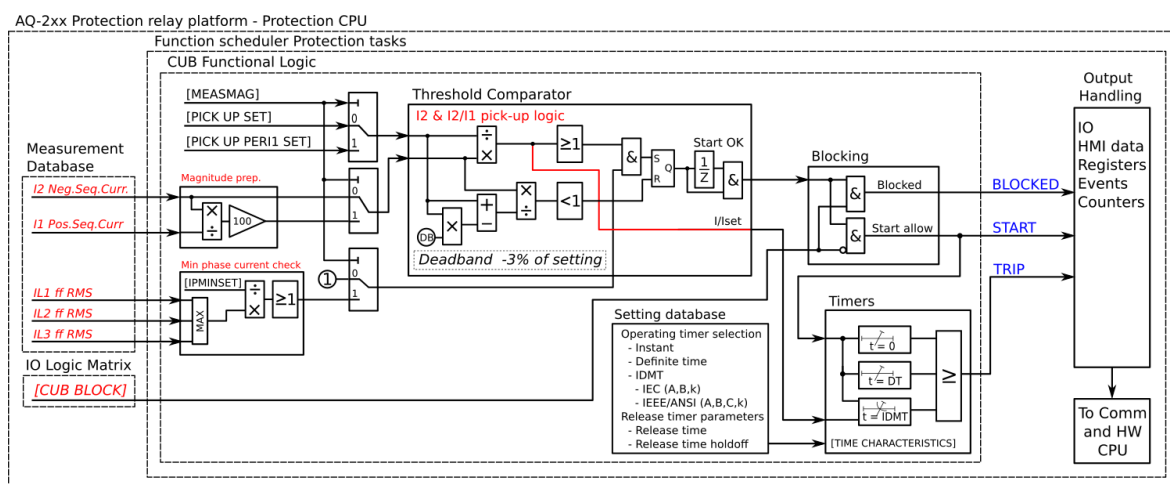 AQ-2xx Protection relay platform - Protection CPU
Function scheduler Protection tasks
CUB Functional Logic
Measurement
Database
I2 Neg.Seq.Curr.
I1 Pos.Seq.Curr
IL1 ff RMS
IL2 ff RMS
IL3 ff RMS
IO Logic Matrix
[CUB BLOCK]
[MEASMAG]
[PICK UP SET]
[PICK UP PERI1 SET]
0
1
Magnitude prep.
×
÷
100
0
1
Min phase current check
[IPMINSET]
÷
×
MAX
≥1
1
0
1
Threshold Comparator
I2 & I2/I1 pick-up logic
÷
×
≥1
&
S
R
Q
Start OK
1
Z
&
DB
×
+
−
×
÷
<1
I/Iset
Deadband -3% of setting
Blocking
&
Blocked
&
Start allow
BLOCKED
START
TRIP
Setting database
Operating timer selection
- Instant
- Definite time
- IDMT
- IEC (A,B,k)
- IEEE/ANSI (A,B,C,k)
Release timer parameters
- Release time
- Release time holdoff
Timers
t = 0
t = DT
t = IDMT
≥1
[TIME CHARACTERISTICS]
Output
Handling
IO
HMI data
Registers
Events
Counters
To Comm
and HW
CPU